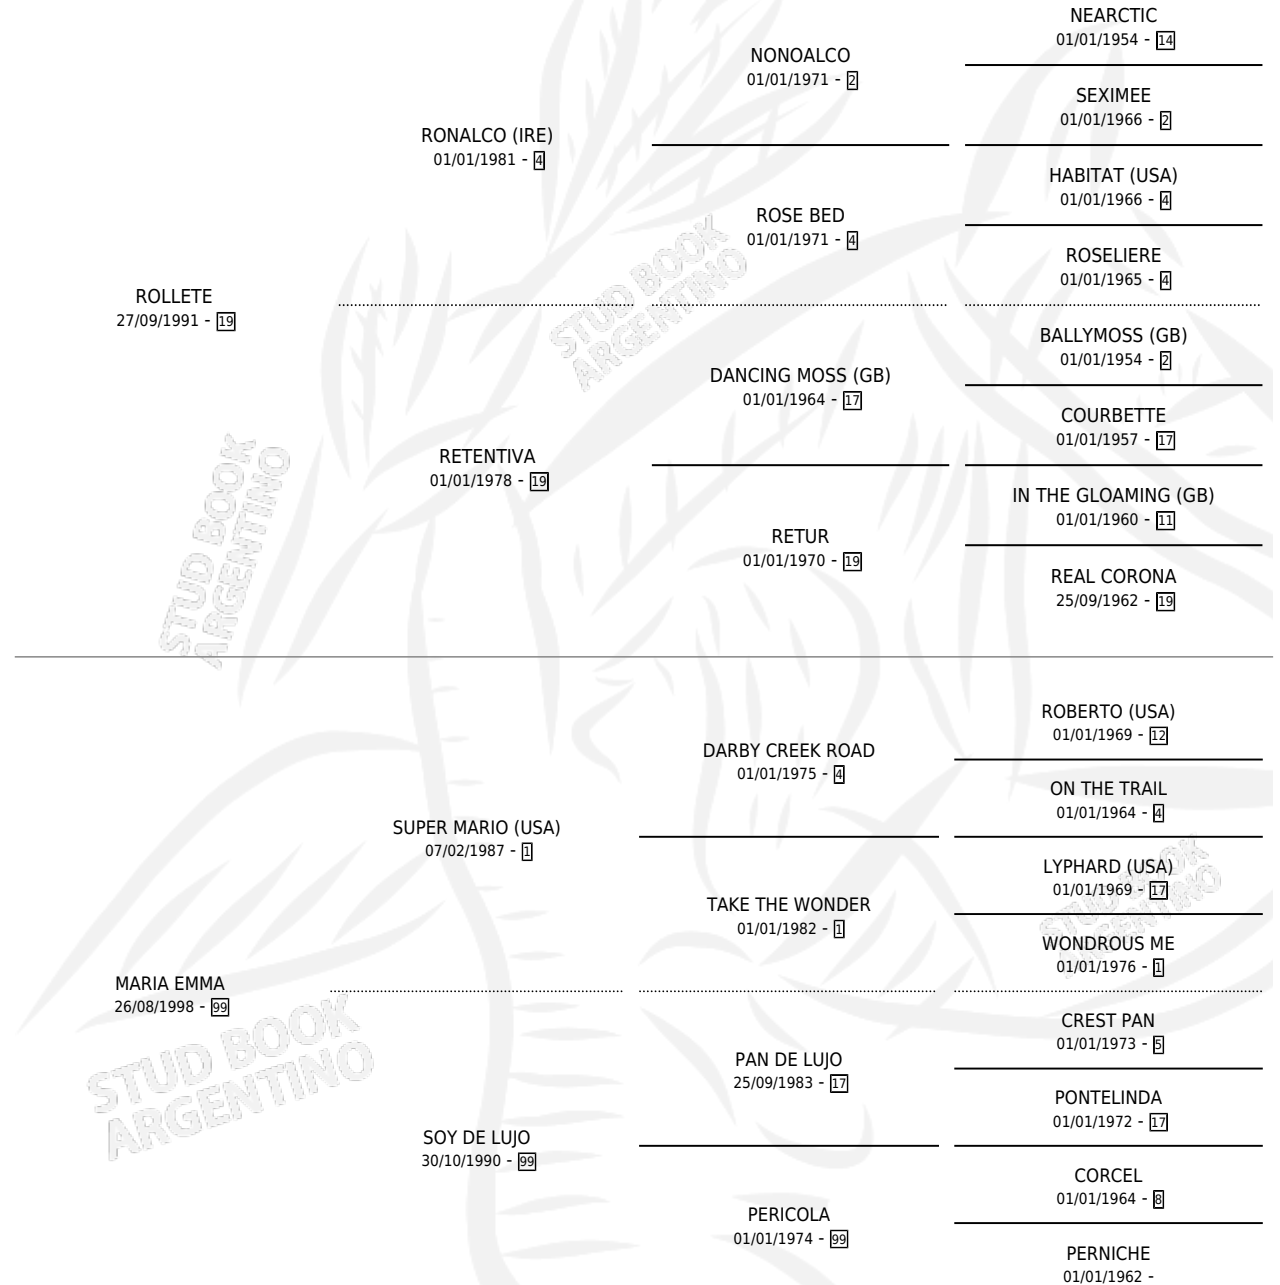 NEARCTIC
01/01/1954 - 14
NONOALCO
01/01/1971 - 2
SEXIMEE
01/01/1966 - 2
RONALCO (IRE)
01/01/1981 - 4
HABITAT (USA)
01/01/1966 - 4
ROSE BED
01/01/1971 - 4
ROSELIERE
01/01/1965 - 4
STUD BOOK
ARGENTINO
ROLLETE
27/09/1991 - 19
BALLYMOSS (GB)
01/01/1954 - 2
DANCING MOSS (GB)
01/01/1964 - 17
COURBETTE
01/01/1957 - 17
RETENTIVA
01/01/1978 - 19
STUD BOOK
ARGENTINO
IN THE GLOAMING (GB)
01/01/1960 - 11
RETUR
01/01/1970 - 19
REAL CORONA
25/09/1962 - 19
ROBERTO (USA)
01/01/1969 - 12
DARBY CREEK ROAD
01/01/1975 - 4
ON THE TRAIL
01/01/1964 - 4
SUPER MARIO (USA)
07/02/1987 - 1
LYPHARD (USA)
01/01/1969 - 17
TAKE THE WONDER
01/01/1982 - 1
STUD BOOK
ARGENTINO
WONDROUS ME
01/01/1976 - 1
MARIA EMMA
26/08/1998 - 99
CREST PAN
01/01/1973 - 5
STUD BOOK
ARGENTINO
PAN DE LUJO
25/09/1983 - 17
PONTELINDA
01/01/1972 - 17
SOY DE LUJO
30/10/1990 - 99
CORCEL
01/01/1964 - 8
PERICOLA
01/01/1974 - 99
PERNICHE
01/01/1962 -